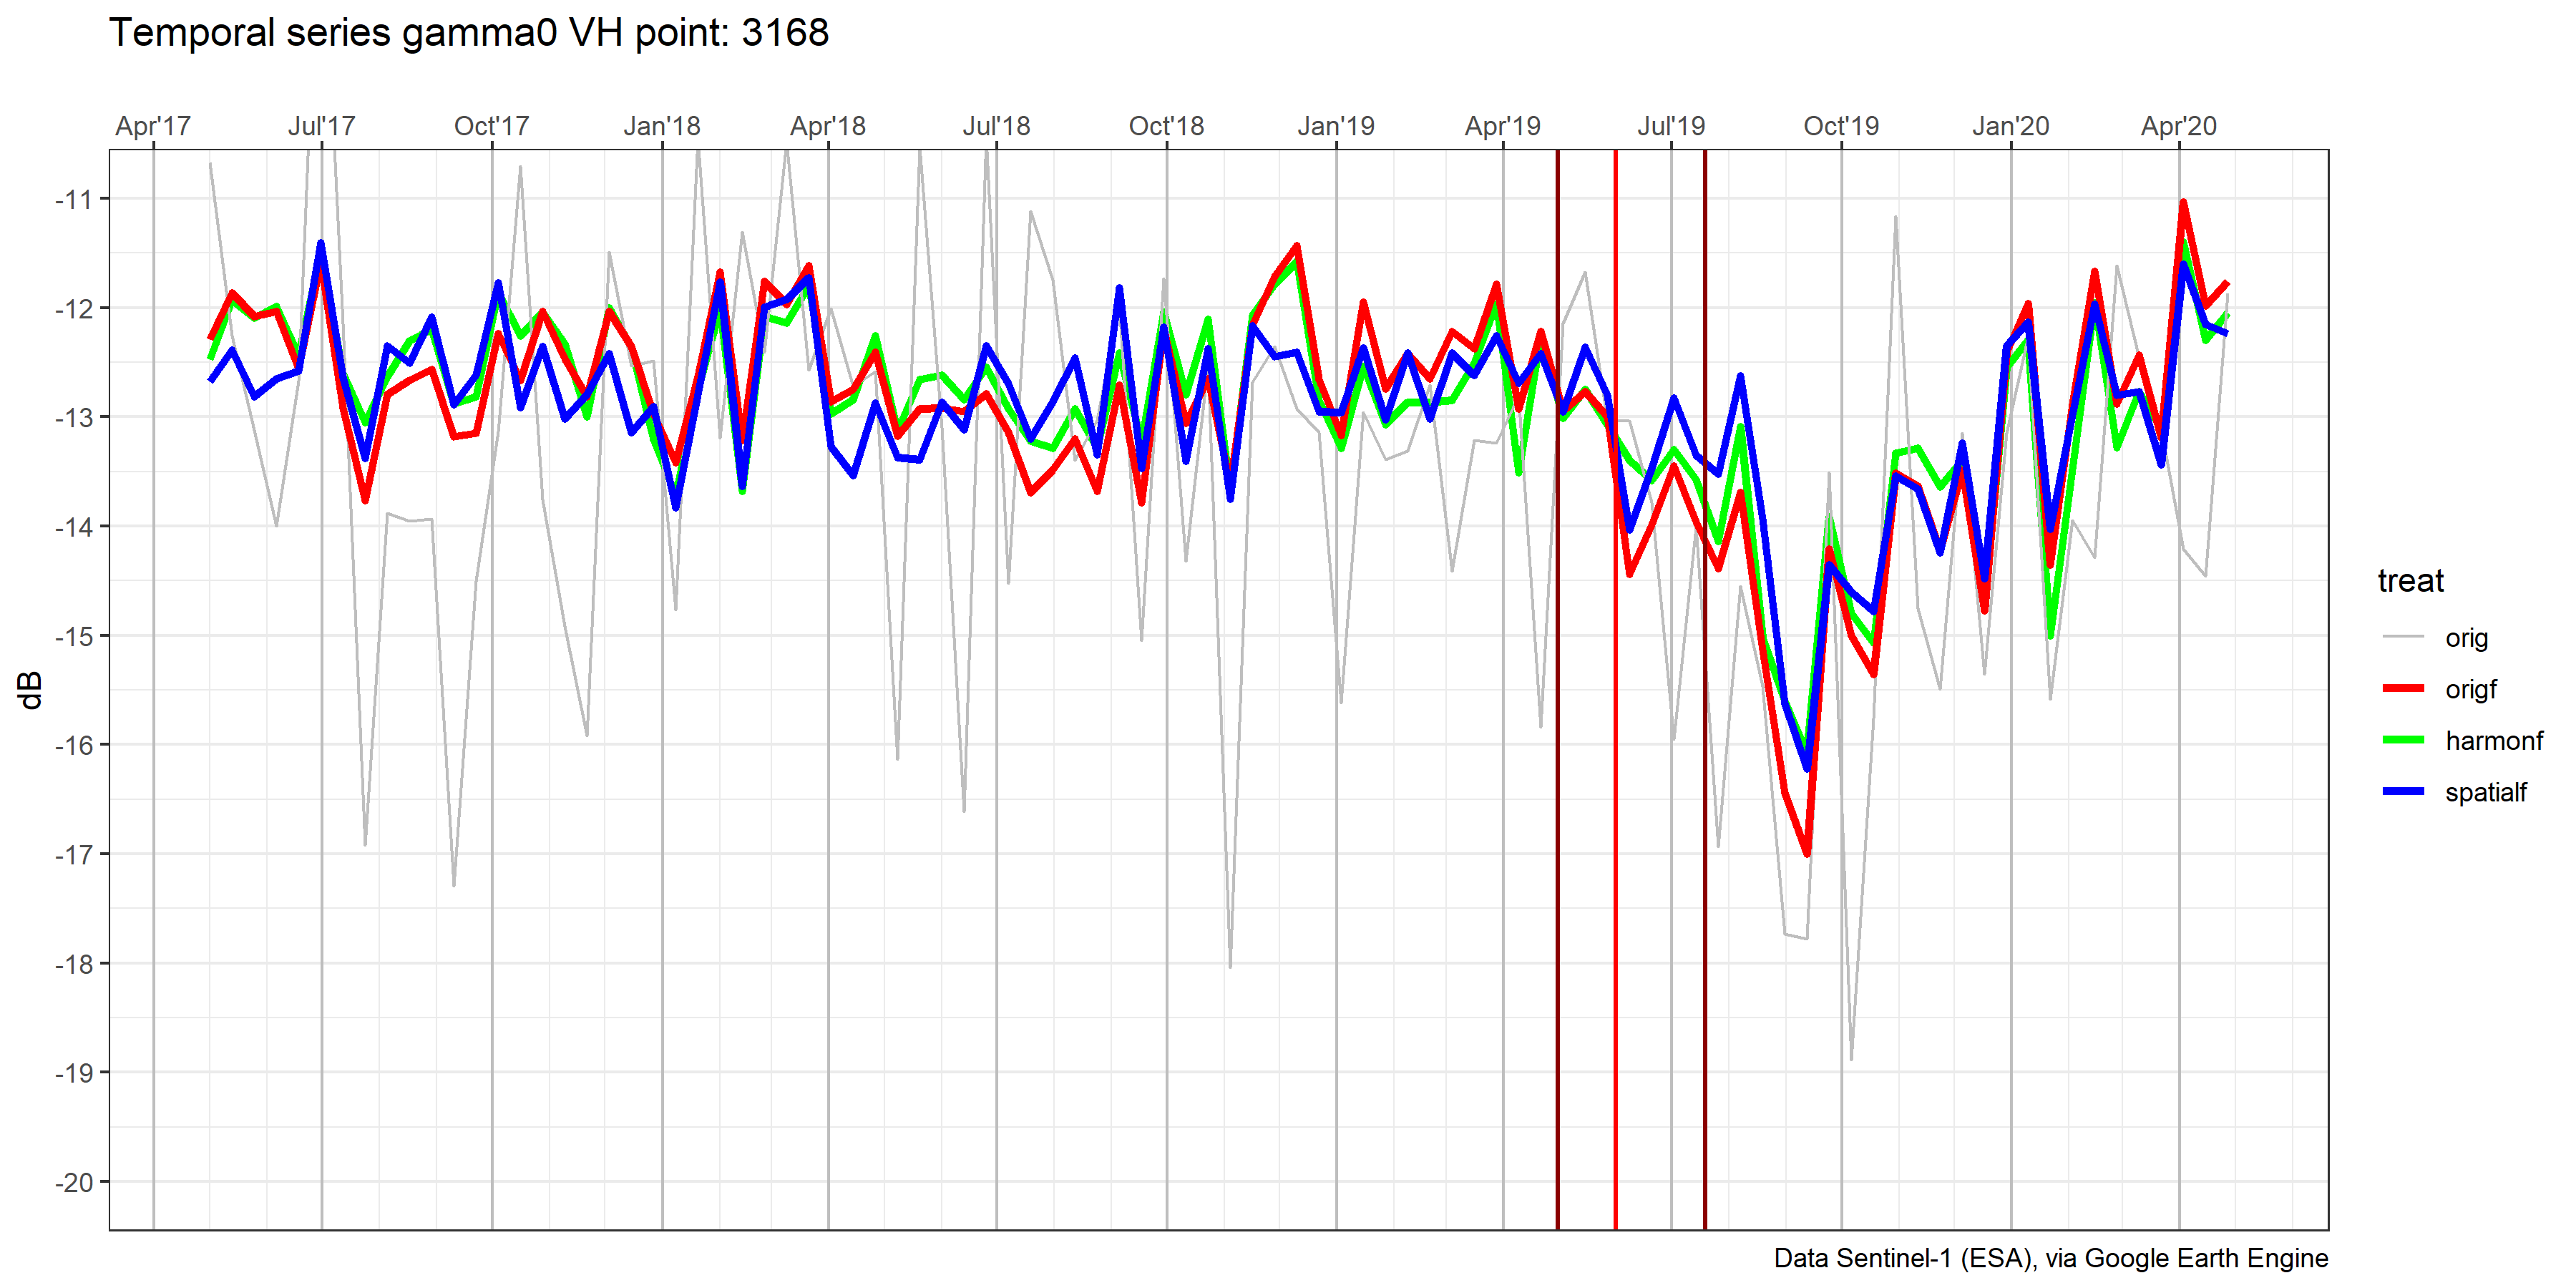 Temporal series gamma0 VH point: 3168
Apr'17 Jul'17 Oct'17 Jan'18 Apr'18 Jul'18 Oct'18 Jan'19 Apr'19 Jul'19 Oct'19 Jan'20 Apr'20
-11
-12
-13
-14
-15
-16
-17
-18
-19
-20
dB
treat
orig
origf
harmonf
spatialf
Data Sentinel-1 (ESA), via Google Earth Engine